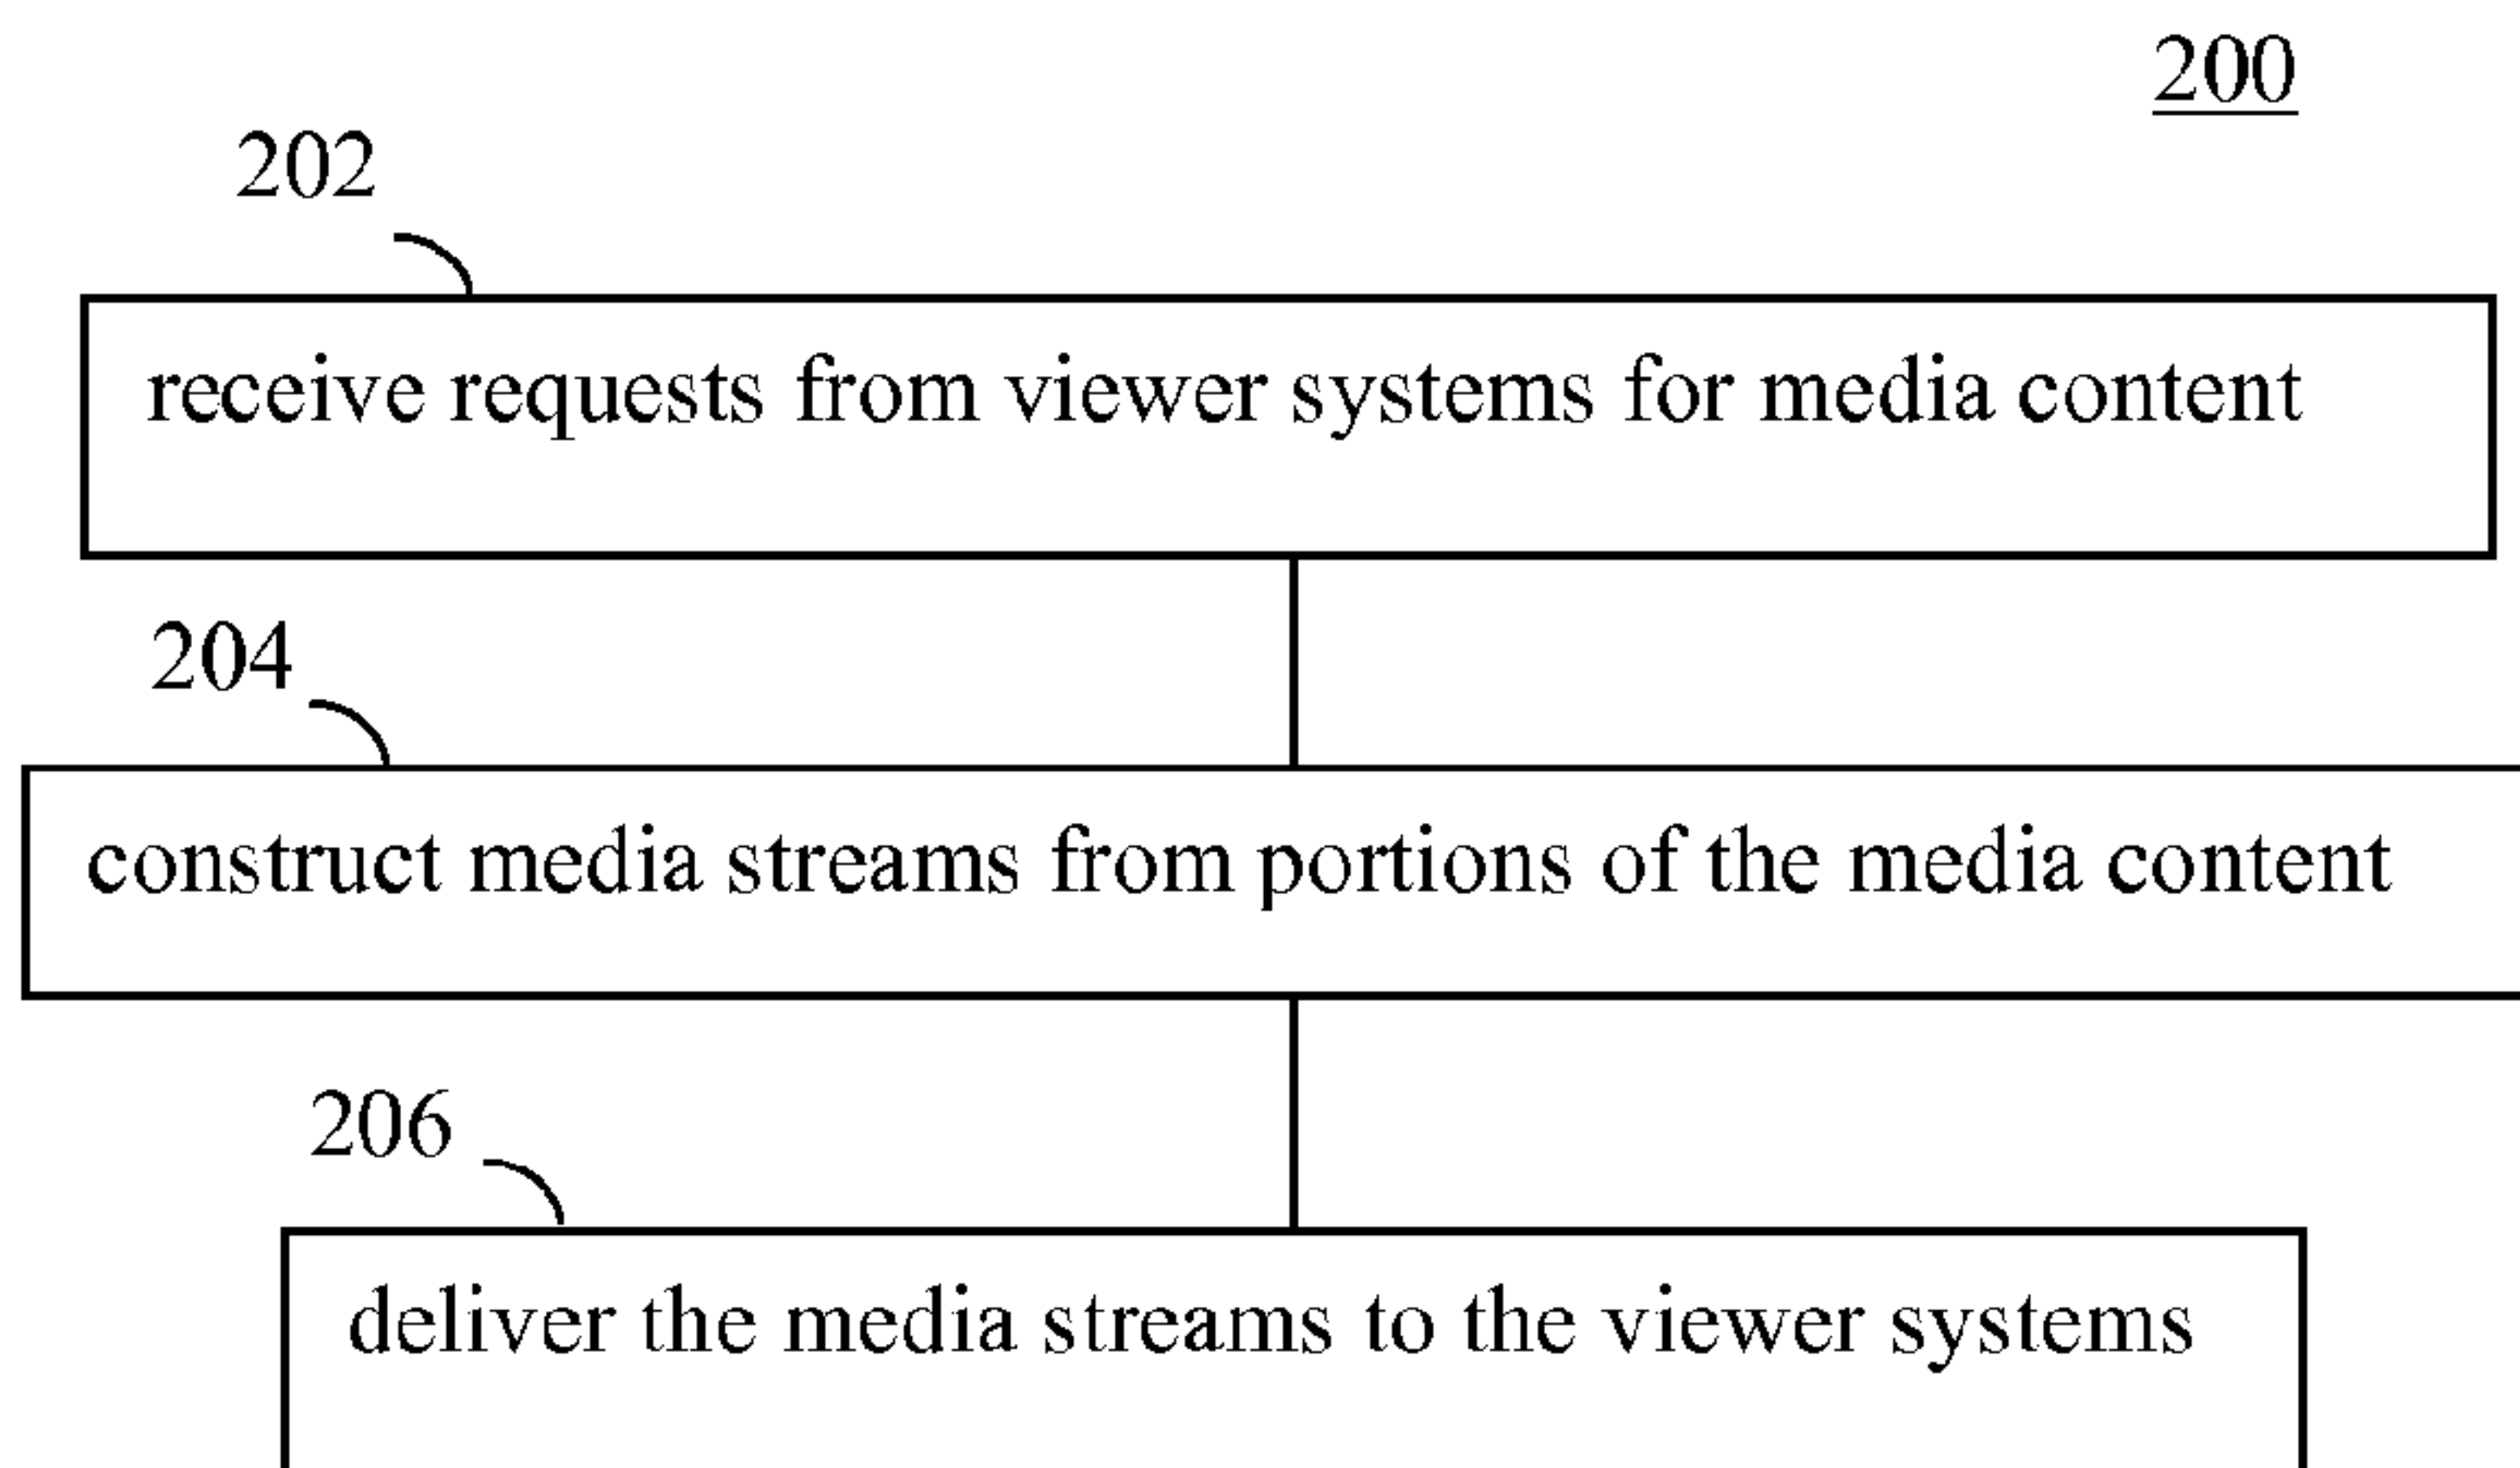 200
202
receive requests from viewer systems for media content
204
construct media streams from portions of the media content
206
deliver the media streams to the viewer systems